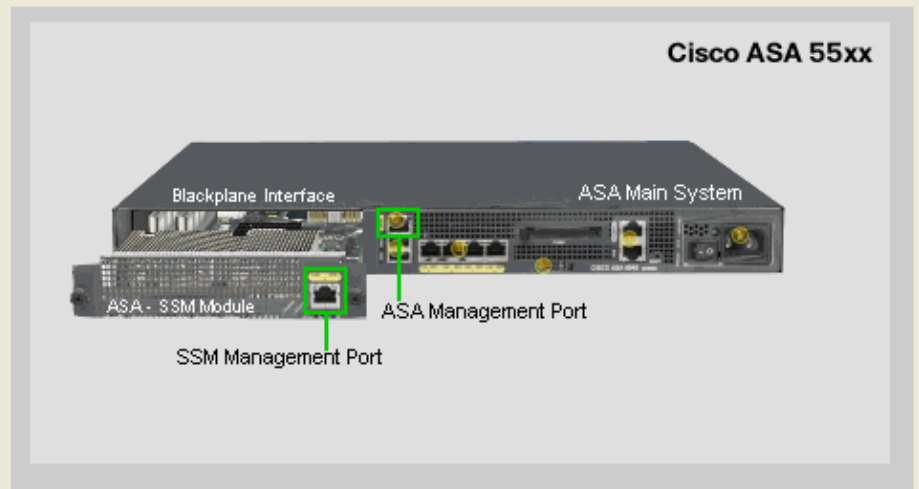 Cisco ASA 55xx
Blackplane Interface
ASA Main System
ASA - SSM Module
ASA Management Port
SSM Management Port